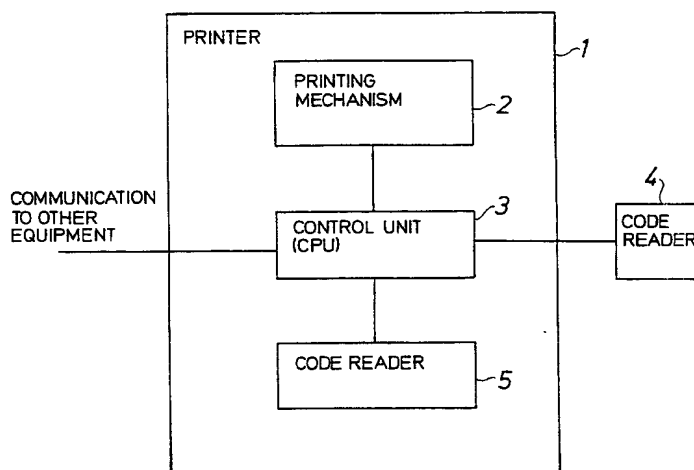 PRINTER
1
PRINTING
MECHANISM
2
COMMUNICATION
TO OTHER
EQUIPMENT
3
CONTROL UNIT
(CPU)
4
CODE
READER
CODE READER
5